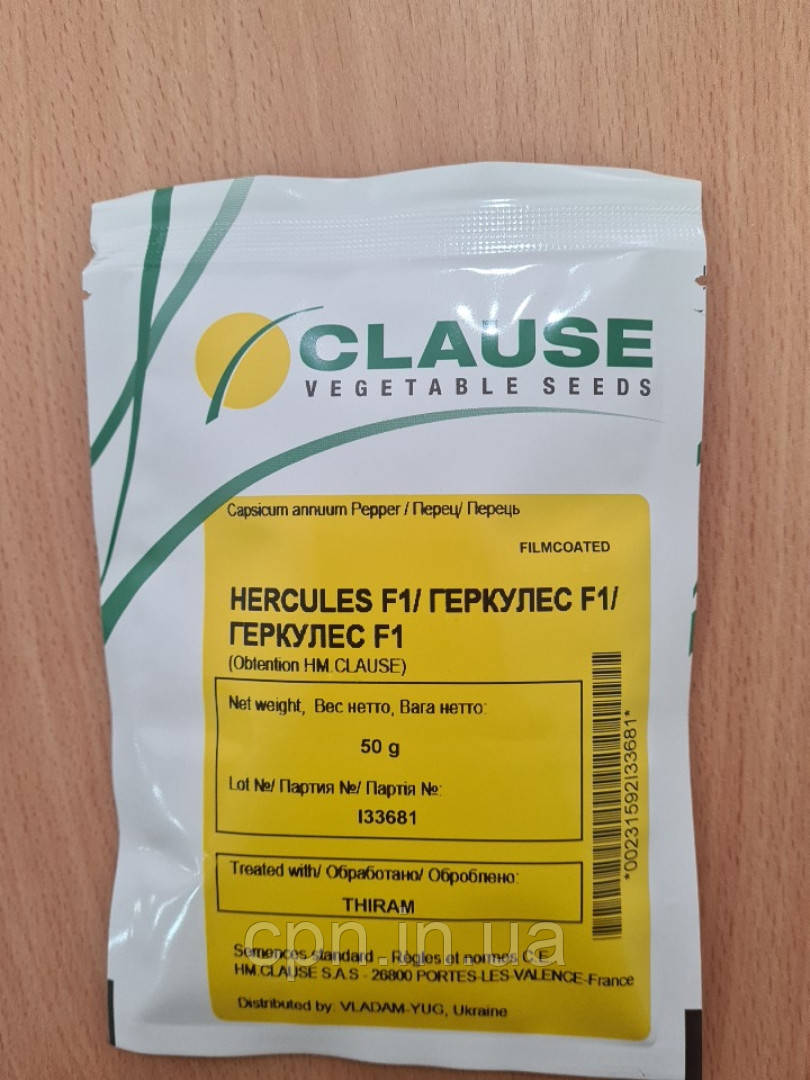 CLAUSE
VEGETABLE SEEDS
Capsicum annuum Pepper / Перец/ Перець
FILMCOATED
HERCULES F1/ ГЕРКУЛЕС F1/
ГЕРКУЛЕС F1
(Obtention HM.CLAUSE)
Net weight, Вес нетто, Вага нетто:
50 g
Lot №/ Партия №/ Партія №:
I33681
*00231592I33681*
Treated with/ Обработано/ Оброблено:
THIRAM
cpn.in.ua
Semences standard - Règles et normes C.E.
HM.CLAUSE S.A.S - 26800 PORTES-LES-VALENCE-France
Distributed by: VLADAM-YUG, Ukraine